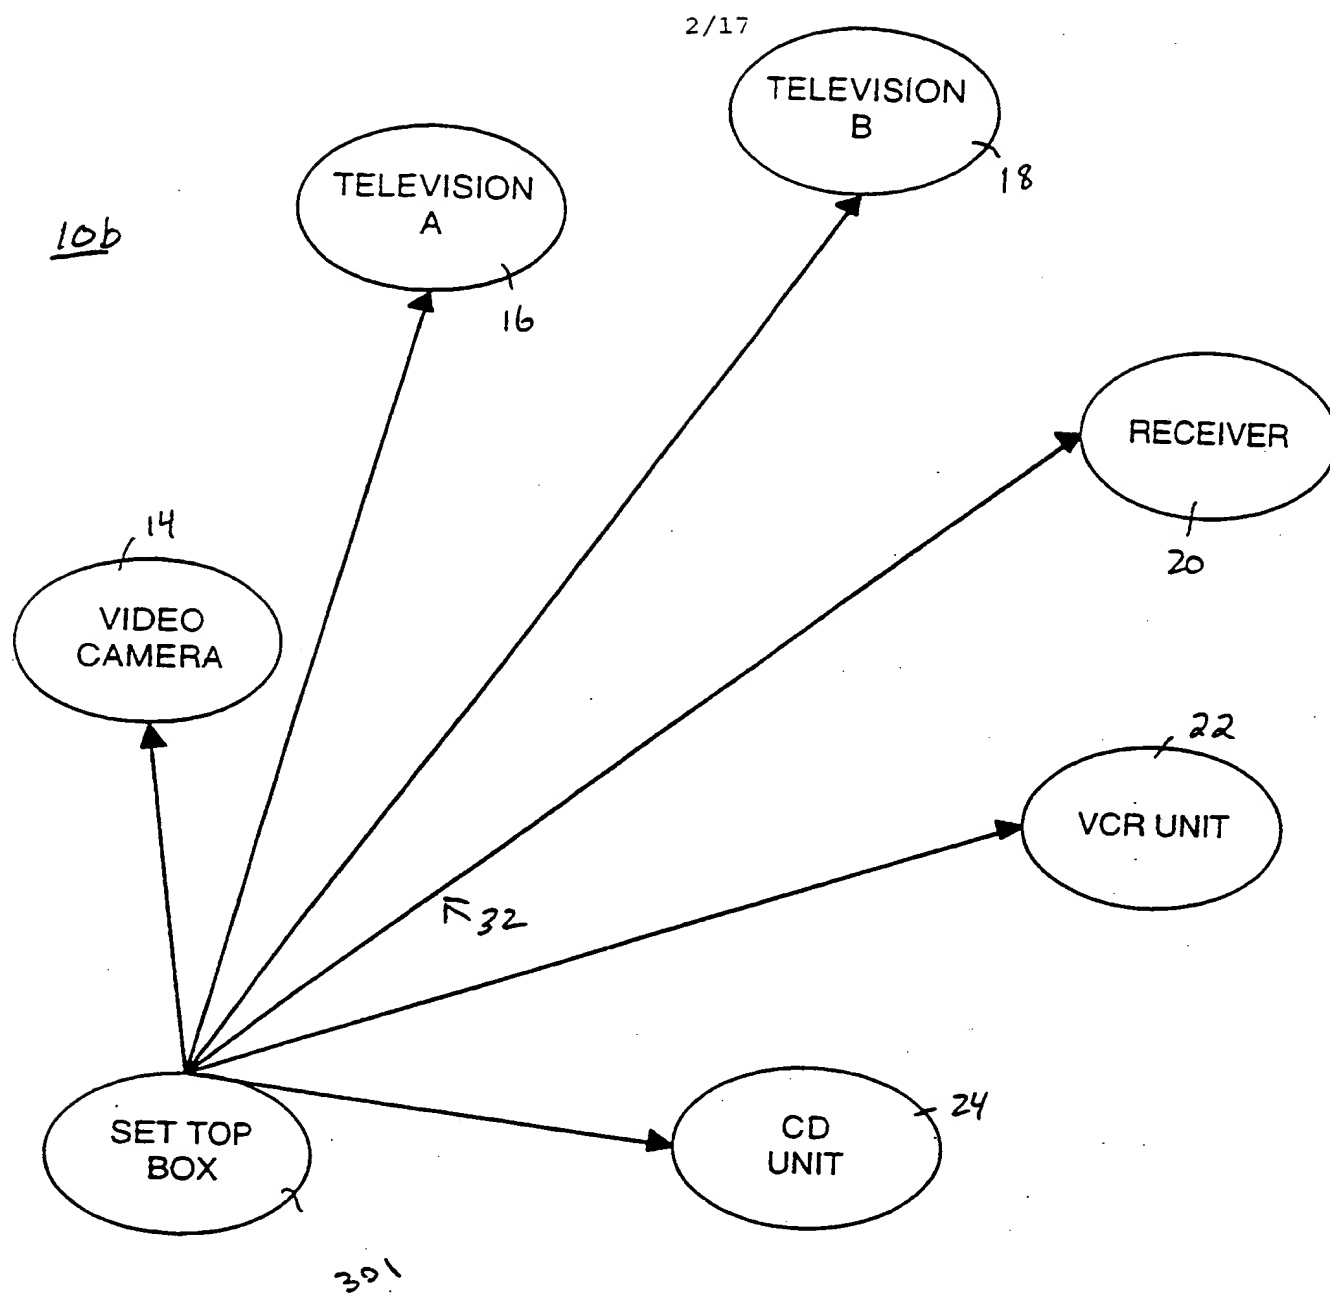 2/17
TELEVISION
B
18
TELEVISION
A
16
10b
RECEIVER
20
14
VIDEO
CAMERA
22
VCR UNIT
32
SET TOP
BOX
301
CD
UNIT
24